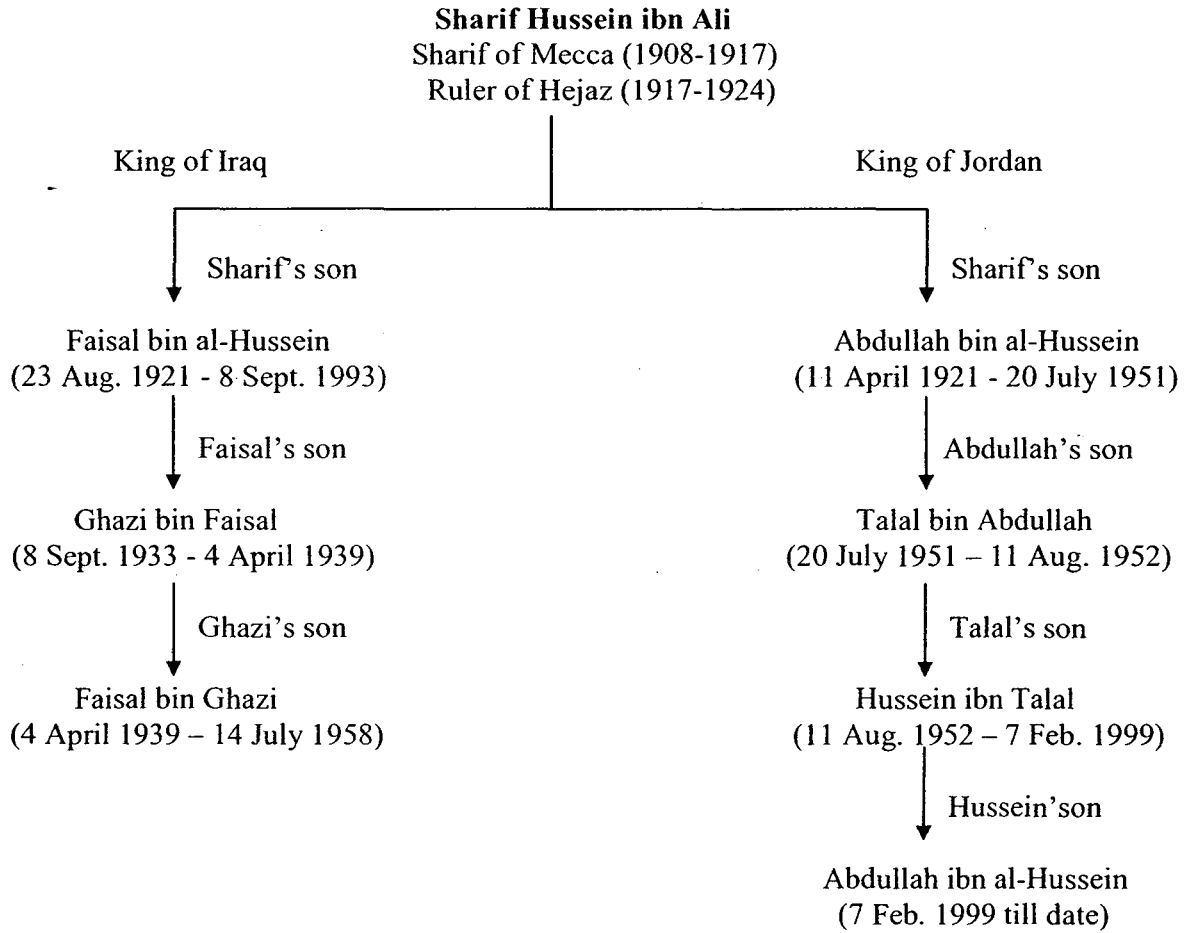 Sharif Hussein ibn Ali
Sharif of Mecca (1908-1917)
Ruler of Hejaz (1917-1924)
King of Iraq
King of Jordan
Sharif's son
Sharif's son
Faisal bin al-Hussein
(23 Aug. 1921 - 8 Sept. 1993)
Abdullah bin al-Hussein
(11 April 1921 - 20 July 1951)
Faisal's son
Abdullah's son
Ghazi bin Faisal
(8 Sept. 1933 - 4 April 1939)
Talal bin Abdullah
(20 July 1951 – 11 Aug. 1952)
Ghazi's son
Talal's son
Faisal bin Ghazi
(4 April 1939 – 14 July 1958)
Hussein ibn Talal
(11 Aug. 1952 – 7 Feb. 1999)
Hussein'son
Abdullah ibn al-Hussein
(7 Feb. 1999 till date)